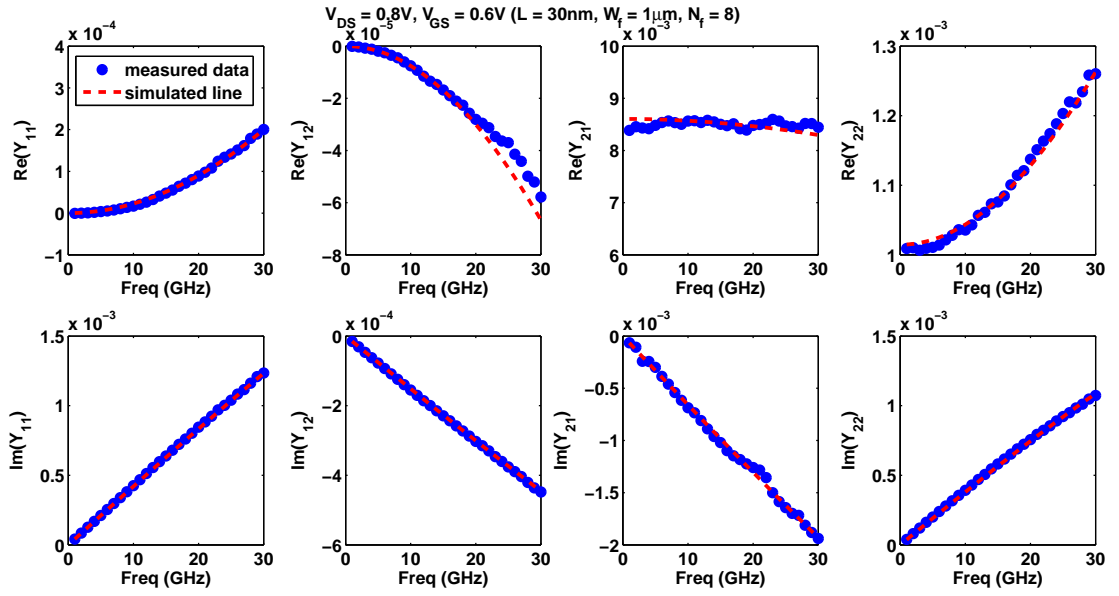 V_DS = 0.8V, V_GS = 0.6V (L = 30nm, W_f = 1μm, N_f = 8)
x 10^-4
4
3
2
1
0
−1
Re(Y_11)
0 10 20 30
Freq (GHz)
measured data
simulated line
x 10^-5
0
−2
−4
−6
−8
Re(Y_12)
0 10 20 30
Freq (GHz)
x 10^-3
10
9
8
7
6
Re(Y_21)
0 10 20 30
Freq (GHz)
x 10^-3
1.3
1.2
1.1
1
Re(Y_22)
0 10 20 30
Freq (GHz)
x 10^-3
1.5
1
0.5
0
Im(Y_11)
0 10 20 30
Freq (GHz)
x 10^-4
0
−2
−4
−6
Im(Y_12)
0 10 20 30
Freq (GHz)
x 10^-3
0
−0.5
−1
−1.5
−2
Im(Y_21)
0 10 20 30
Freq (GHz)
x 10^-3
1.5
1
0.5
0
Im(Y_22)
0 10 20 30
Freq (GHz)